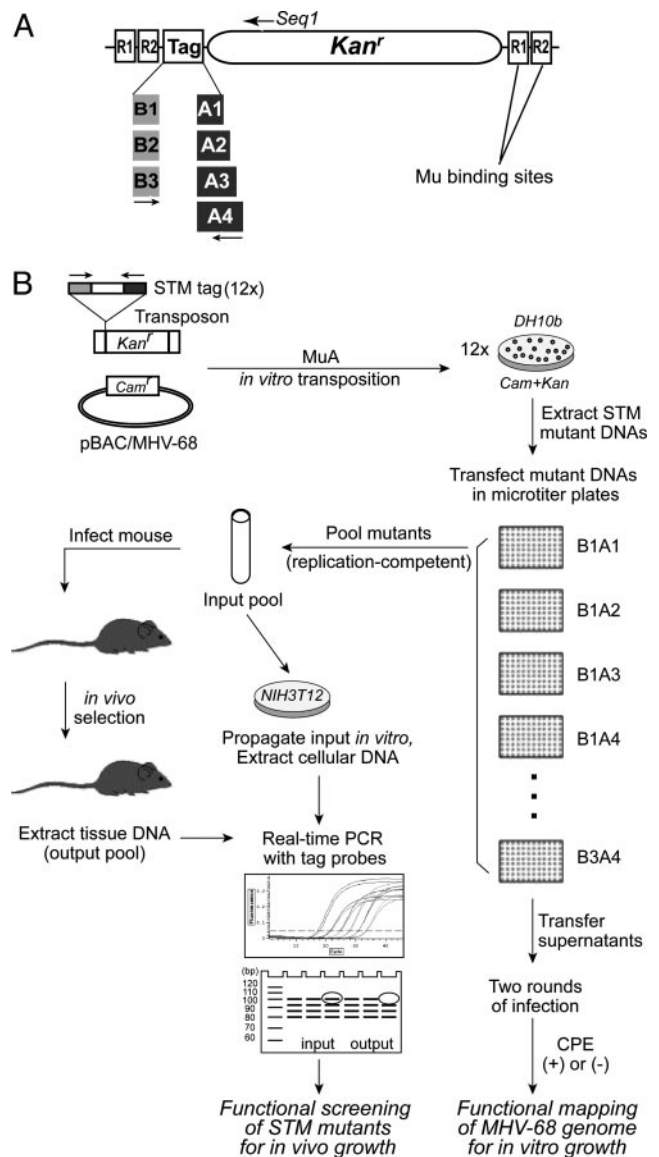 A
Seq1
R1 R2 Tag Kanʳ R1 R2
B1 A1
B2 A2
B3 A3
A4
Mu binding sites
B
STM tag (12x)
Transposon
Kanʳ
Camʳ
pBAC/MHV-68
MuA
in vitro transposition
DH10b
12x
Cam+Kan
Extract STM
mutant DNAs
Transfect mutant DNAs
in microtiter plates
Pool mutants
(replication-competent)
Infect mouse
Input pool
B1A1
B1A2
B1A3
B1A4
B3A4
in vivo
selection
NIH3T12
Propagate input in vitro,
Extract cellular DNA
Extract tissue DNA
(output pool)
Real-time PCR
with tag probes
Cycle
(bp)
120
110
100
90
80
70
60
input output
Functional screening
of STM mutants
for in vivo growth
Transfer
supernatants
Two rounds
of infection
CPE
(+) or (-)
Functional mapping
of MHV-68 genome
for in vitro growth